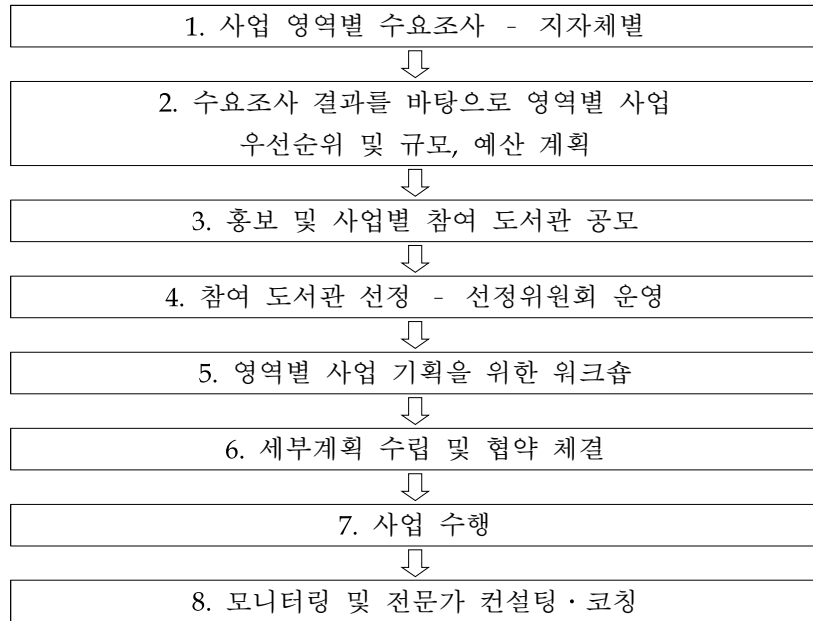 1. 사업 영역별 수요조사 - 지자체별
2. 수요조사 결과를 바탕으로 영역별 사업
우선순위 및 규모, 예산 계획
3. 홍보 및 사업별 참여 도서관 공모
4. 참여 도서관 선정 - 선정위원회 운영
5. 영역별 사업 기획을 위한 워크숍
6. 세부계획 수립 및 협약 체결
7. 사업 수행
8. 모니터링 및 전문가 컨설팅·코칭